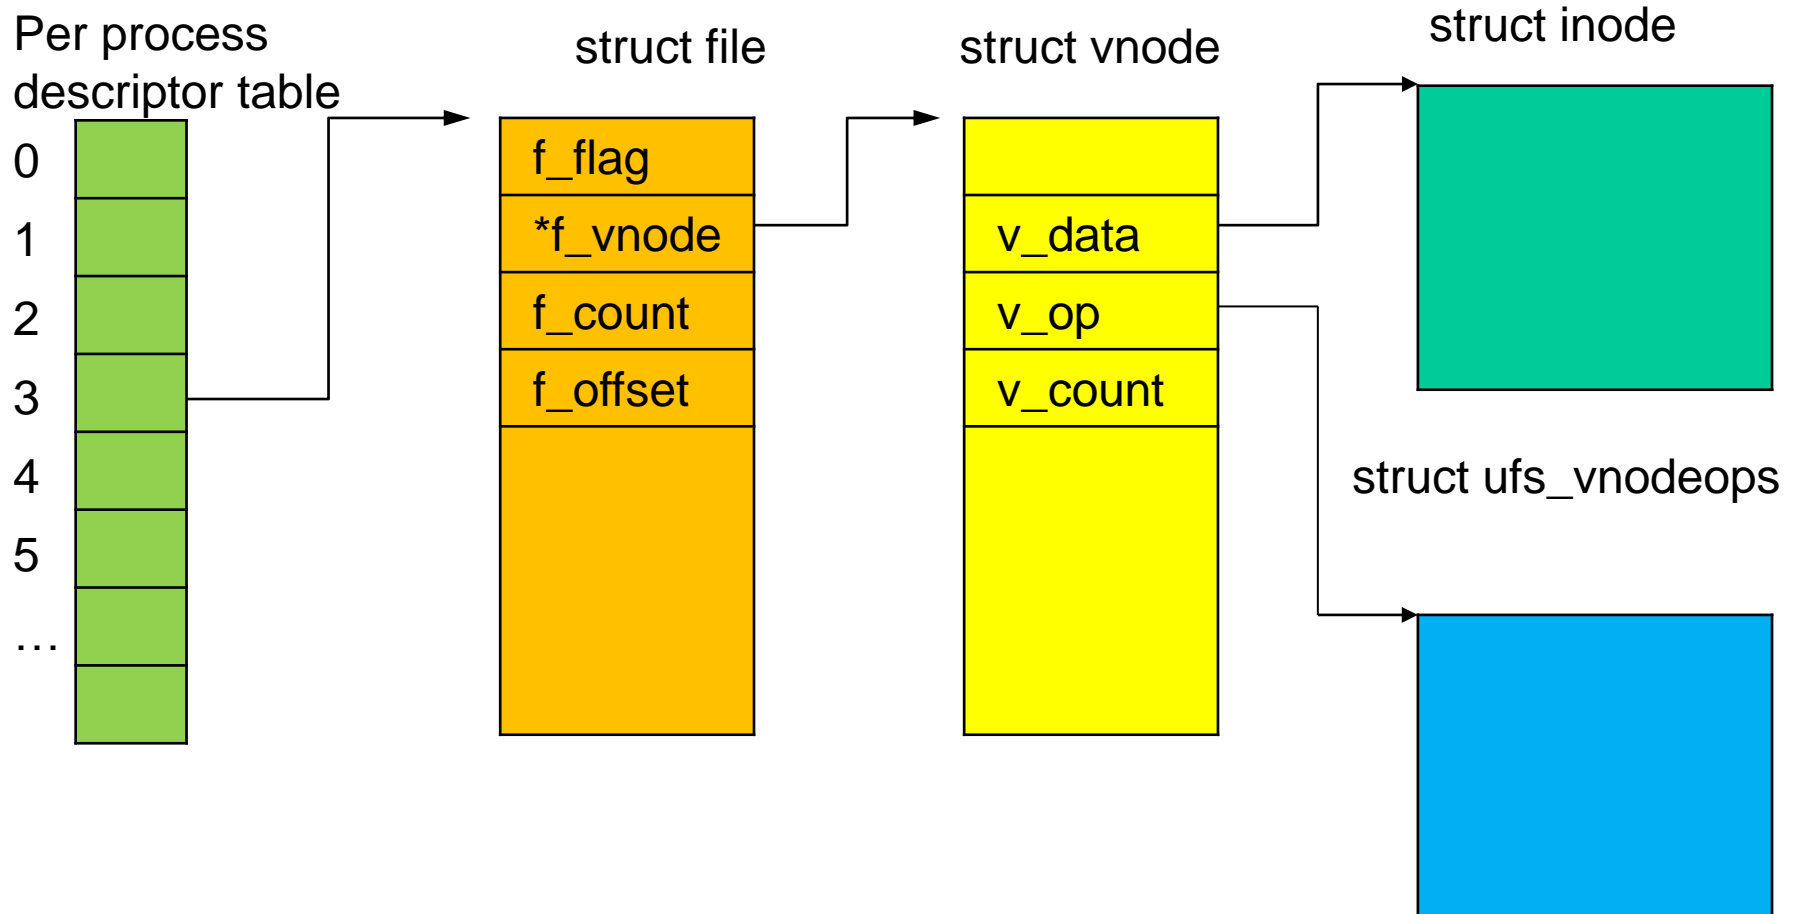 Per process
descriptor table
0
1
2
3
4
5
…
struct file
f_flag
*f_vnode
f_count
f_offset
struct vnode
v_data
v_op
v_count
struct inode
struct ufs_vnodeops